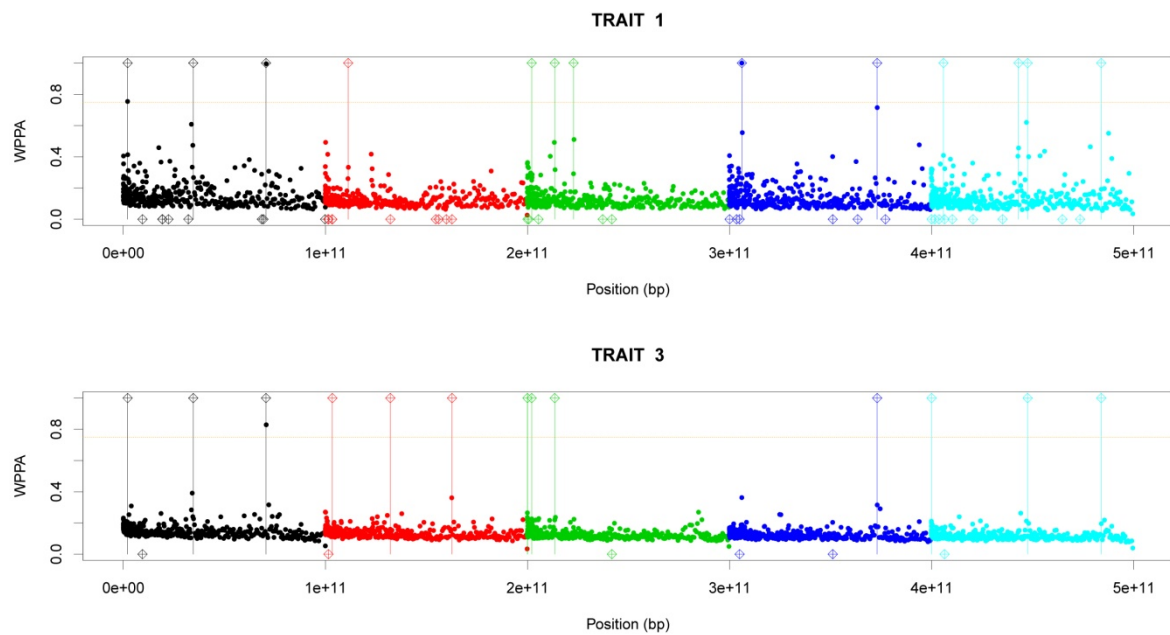 TRAIT 1
WPPA
0.8
0.4
0.0
0e+00 1e+11 2e+11 3e+11 4e+11 5e+11
Position (bp)
TRAIT 3
WPPA
0.8
0.4
0.0
0e+00 1e+11 2e+11 3e+11 4e+11 5e+11
Position (bp)